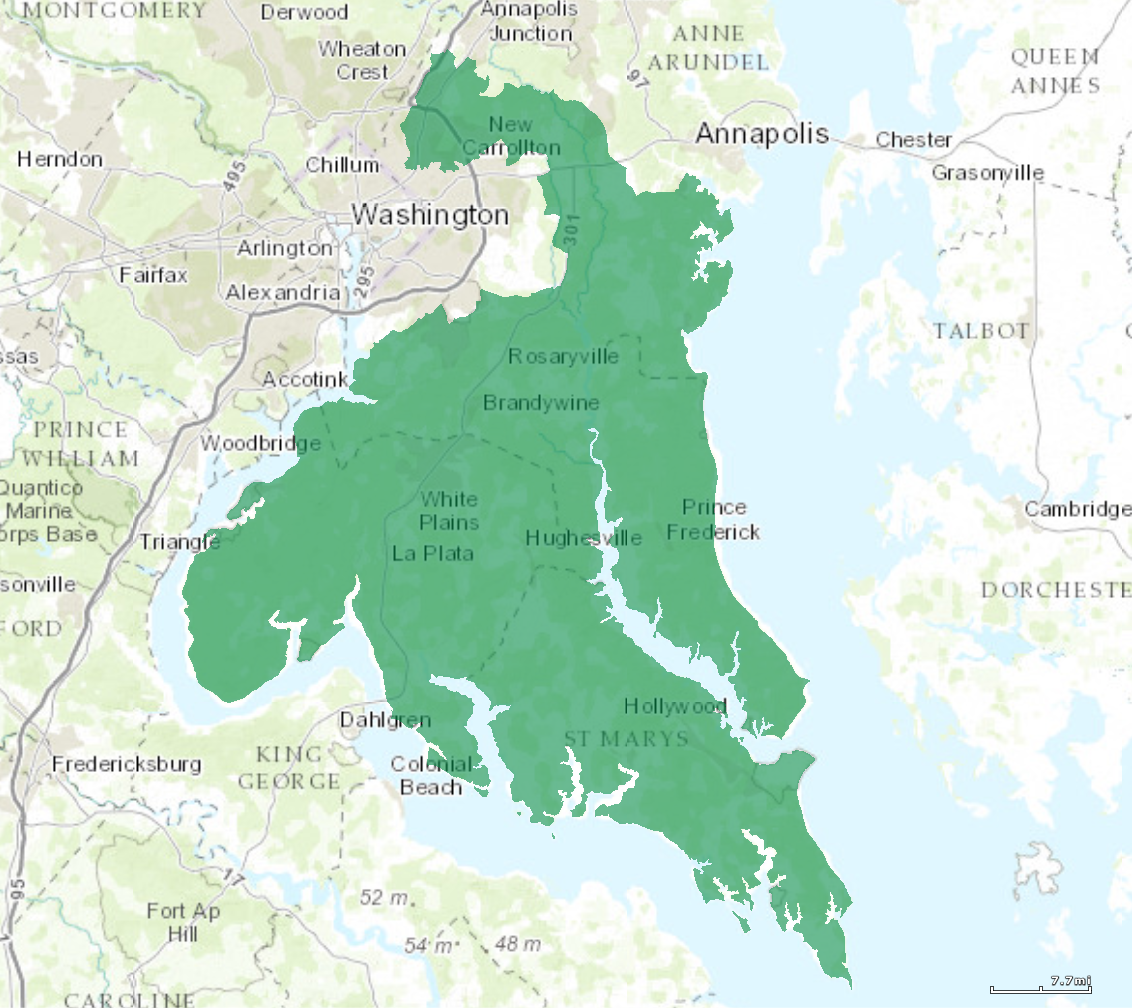 MONTGOMERY
Derwood
Annapolis
Junction
Wheaton
Crest
ANNE
ARUNDEL
97
QUEEN
ANNES
New
Carrollton
Annapolis
Chester
Herndon
Chillum
495
Grasonville
Washington
301
Arlington
Fairfax
295
Alexandria
TALBOT
ssas
Rosaryville
Accotink
Brandywine
PRINCE
WILLIAM
Woodbridge
Quantico
Marine
orps Base
White
Plains
Prince
Frederick
Cambridge
Triangle
La Plata
Hughesville
sonville
DORCHESTE
FORD
Hollywood
Dahlgren
ST MARYS
KING
GEORGE
Fredericksburg
Colonial
Beach
17
95
52 m
Fort Ap
Hill
54 m
48 m
7.7mi
CAROLINE